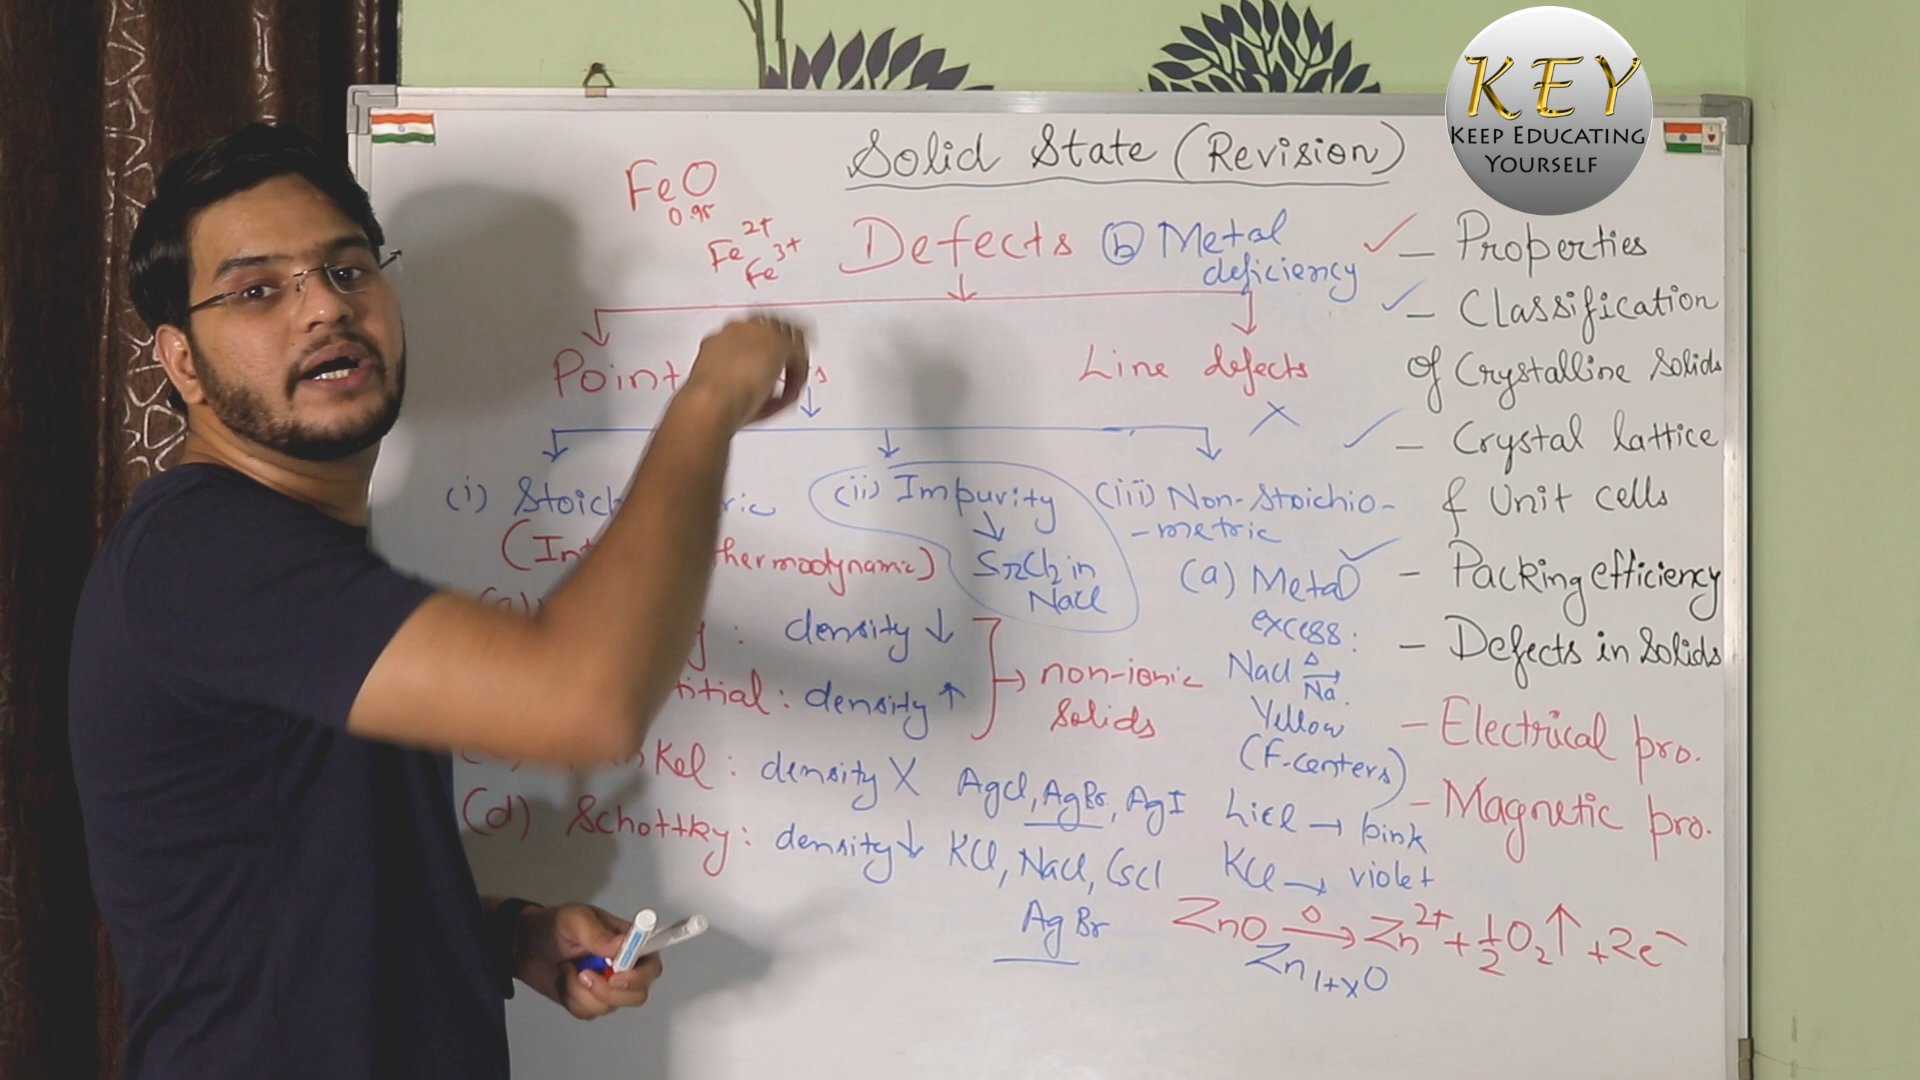 KEY
KEEP EDUCATING
YOURSELF
Solid State (Revision)
FeO
0.95
Fe2+
Fe3+
Defects
(b) Metal
deficiency
Point
s
Line defects
(i) Stoich ric
(Int thermodynamic)
y : density ↓
titial : density ↑
non-ionic
solids
kel : density X AgCl, AgBr, AgI
(d) Schottky : density ↓ KCl, NaCl, CsCl
AgBr
(ii) Impurity
SrCl2 in
NaCl
(iii) Non-Stoichio-
-metric
(a) Metal
excess :
NaCl Δ→
Na
Yellow
(F-centers)
LiCl → pink
KCl → violet
ZnO Δ→ Zn2+ + 1/2 O2↑ + 2e-
Zn1+xO
- Properties
- Classification
of Crystalline Solids
- Crystal lattice
& Unit cells
- Packing efficiency
- Defects in Solids
- Electrical pro.
- Magnetic pro.